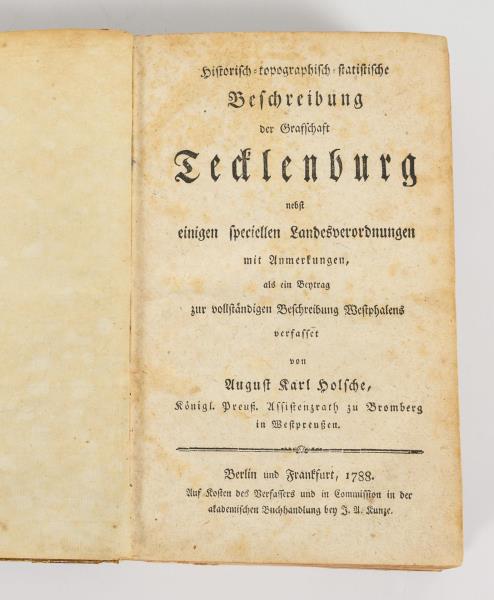 Historisch-topographisch-statistische
Beschreibung
der Grafschaft
Tecklenburg
nebst
einigen speciellen Landesverordnungen
mit Anmerkungen,
als ein Beytrag
zur vollständigen Beschreibung Westphalens
verfasset
von
August Karl Holsche,
Königl. Preuß. Assistenzrath zu Bromberg
in Westpreußen.
Berlin und Frankfurt, 1788.
Auf Kosten des Verfassers und in Commission in der
akademischen Buchhandlung bey J. A. Kunze.